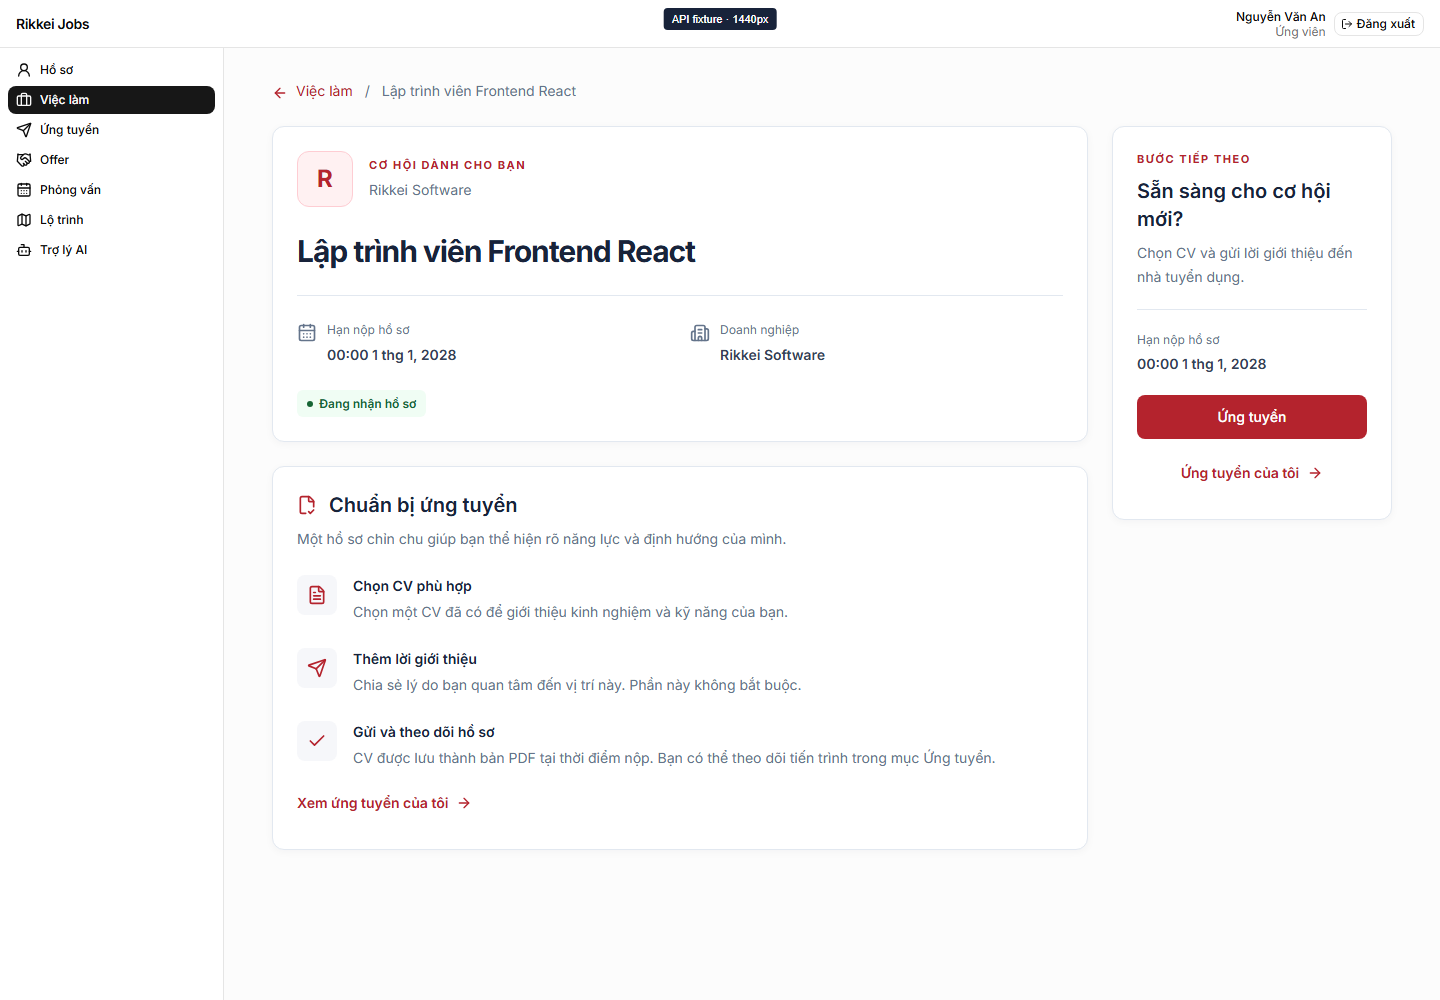 Rikkei Jobs
API fixture · 1440px
Nguyễn Văn An
Ứng viên
Đăng xuất
Hồ sơ
Việc làm
Ứng tuyển
Offer
Phỏng vấn
Lộ trình
Trợ lý AI
Việc làm / Lập trình viên Frontend React
R
CƠ HỘI DÀNH CHO BẠN
Rikkei Software
Lập trình viên Frontend React
Hạn nộp hồ sơ
00:00 1 thg 1, 2028
Doanh nghiệp
Rikkei Software
Đang nhận hồ sơ
Chuẩn bị ứng tuyển
Một hồ sơ chỉn chu giúp bạn thể hiện rõ năng lực và định hướng của mình.
Chọn CV phù hợp
Chọn một CV đã có để giới thiệu kinh nghiệm và kỹ năng của bạn.
Thêm lời giới thiệu
Chia sẻ lý do bạn quan tâm đến vị trí này. Phần này không bắt buộc.
Gửi và theo dõi hồ sơ
CV được lưu thành bản PDF tại thời điểm nộp. Bạn có thể theo dõi tiến trình trong mục Ứng tuyển.
Xem ứng tuyển của tôi
BƯỚC TIẾP THEO
Sẵn sàng cho cơ hội
mới?
Chọn CV và gửi lời giới thiệu đến
nhà tuyển dụng.
Hạn nộp hồ sơ
00:00 1 thg 1, 2028
Ứng tuyển
Ứng tuyển của tôi